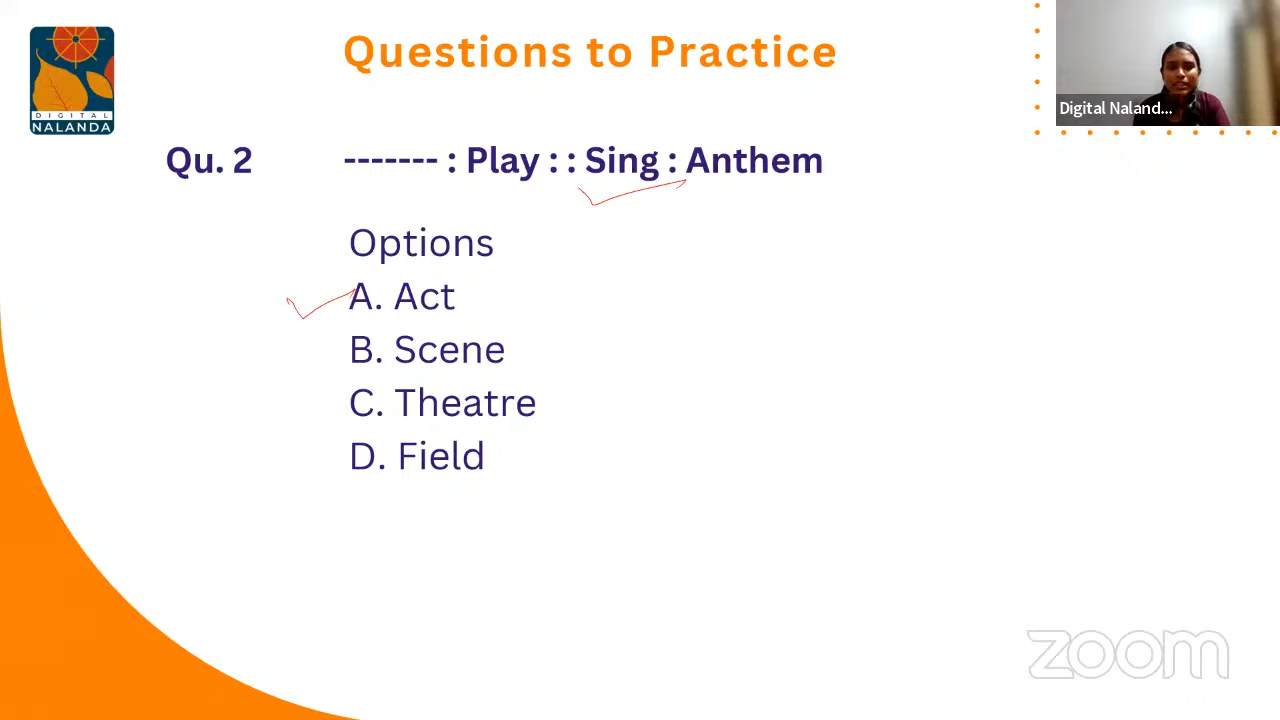 Questions to Practice
DIGITAL
NALANDA
Digital Naland...
Qu. 2 ------- : Play : : Sing : Anthem
Options
A. Act
B. Scene
C. Theatre
D. Field
zoom